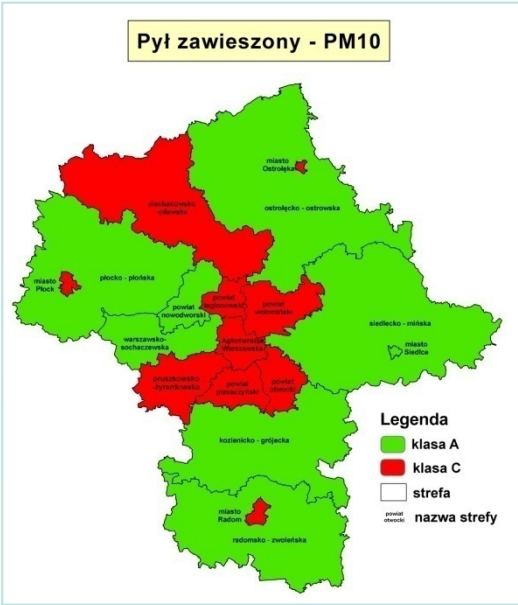 Pył zawieszony - PM10
miasto
Ostrołęka
ciechanowsko
mławska
ostrołęcko - ostrowska
miasto
Płock
płocko - płońska
powiat
nowodworski
powiat
legionowski
powiat
wołomiński
siedlecko - mińska
miasto
Siedlce
warszawsko-
sochaczewska
Aglomeracja
Warszawska
pruszkowsko
żyrardowska
powiat
piaseczyński
powiat
otwocki
kozienicko - grójecka
miasto
Radom
radomsko - zwoleńska
Legenda
klasa A
klasa C
strefa
powiat
otwocki
nazwa strefy